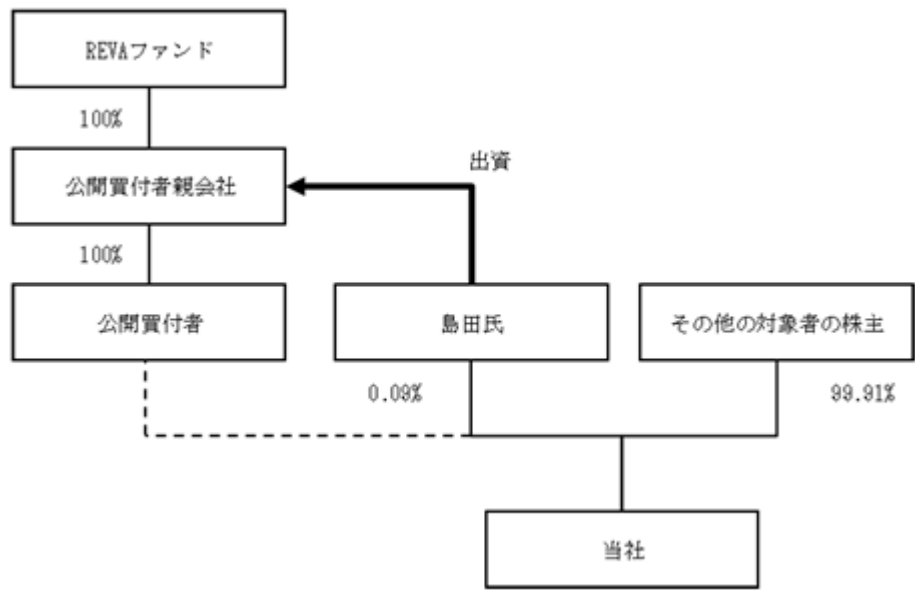 REVAファンド
100%
出資
公開買付者親会社
100%
公開買付者
島田氏
その他の対象者の株主
0.09%
99.91%
当社